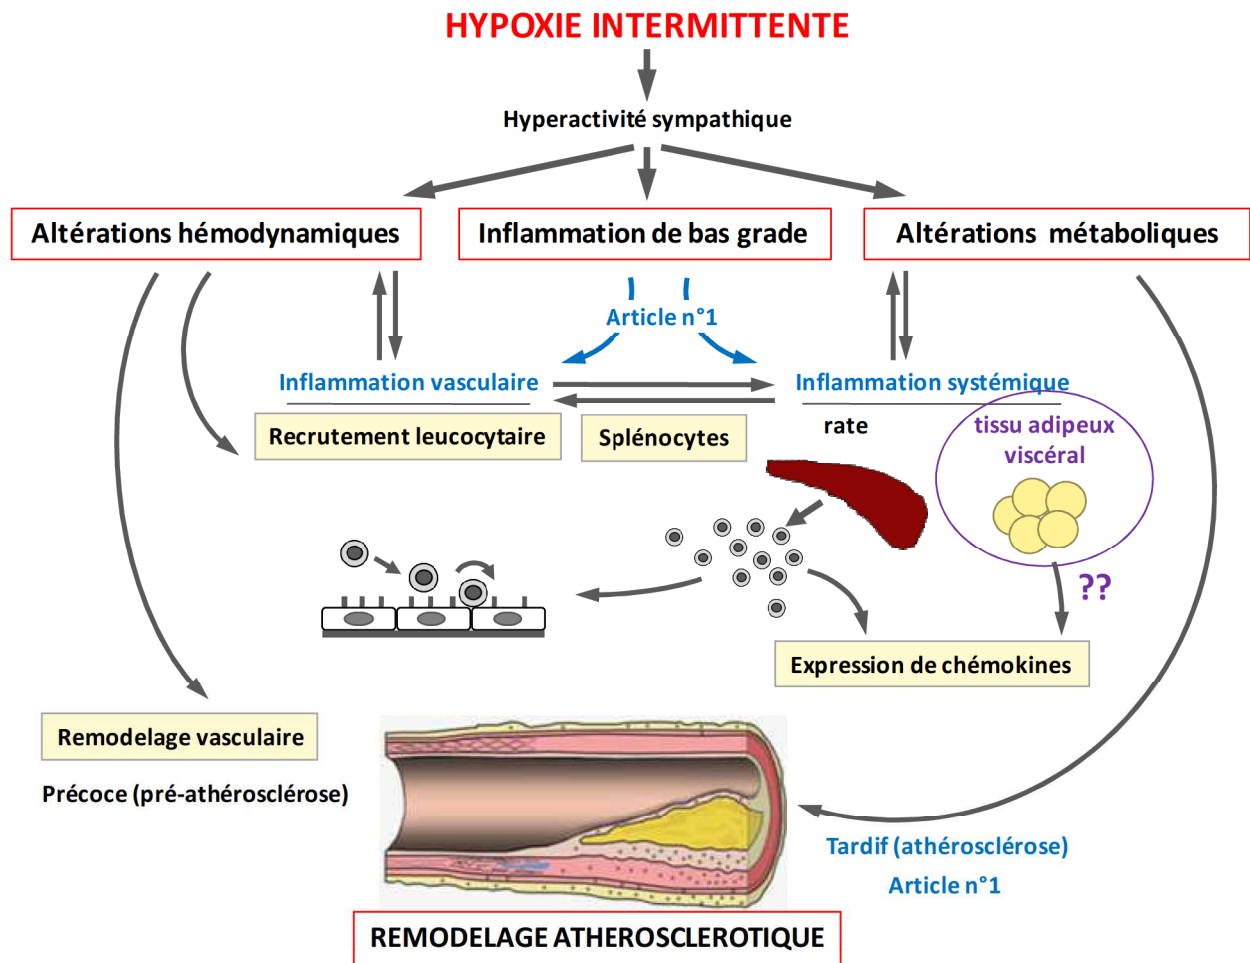 HYPOXIE INTERMITTENTE
Hyperactivité sympathique
Altérations hémodynamiques
Inflammation de bas grade
Altérations métaboliques
Article n°1
Inflammation vasculaire
Inflammation systémique
Recrutement leucocytaire
Splénocytes
rate
tissu adipeux
viscéral
??
Expression de chémokines
Remodelage vasculaire
Précoce (pré-athérosclérose)
Tardif (athérosclérose)
Article n°1
REMODELAGE ATHEROSCLEROTIQUE